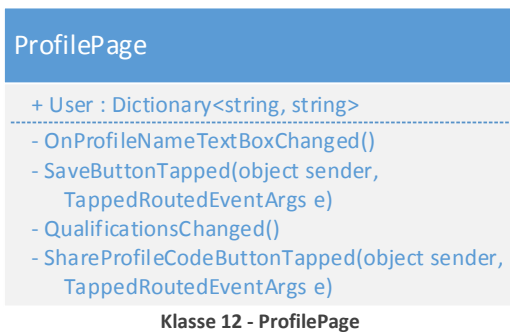 ProfilePage
+ User : Dictionary<string, string>
- OnProfileNameTextBoxChanged()
- SaveButtonTapped(object sender,
TappedRoutedEventArgs e)
- QualificationsChanged()
- ShareProfileCodeButtonTapped(object sender,
TappedRoutedEventArgs e)
Klasse 12 - ProfilePage